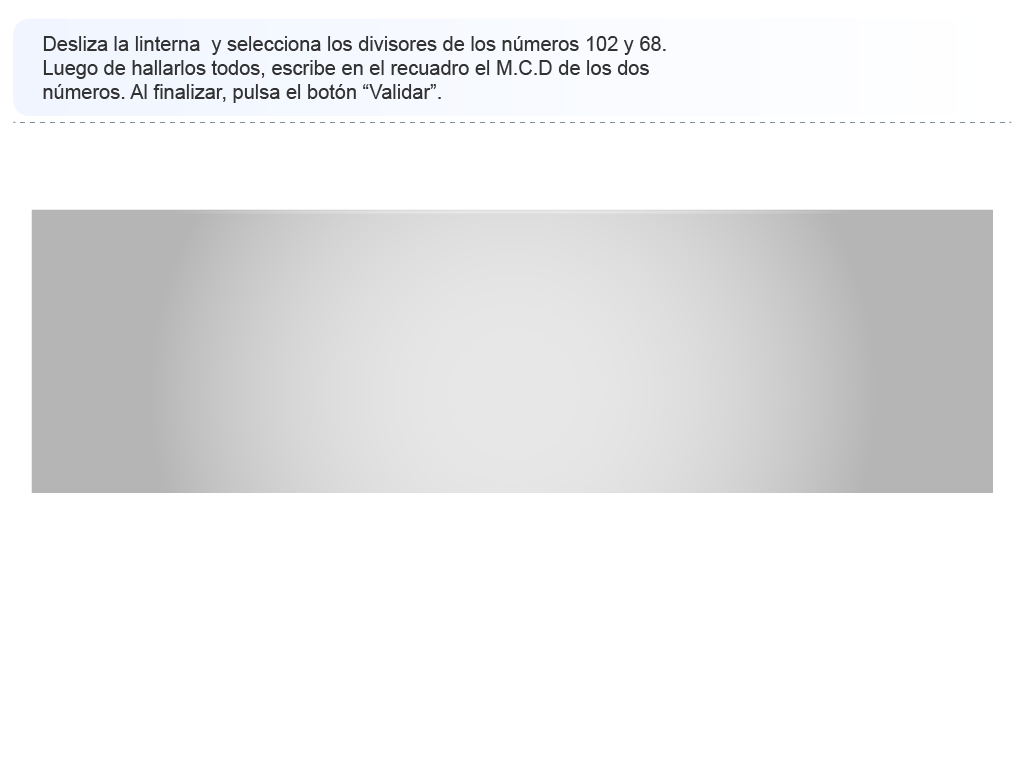 Desliza la linterna  y selecciona los divisores de los números 102 y 68.
Luego de hallarlos todos, escribe en el recuadro el M.C.D de los dos
números. Al finalizar, pulsa el botón “Validar”.